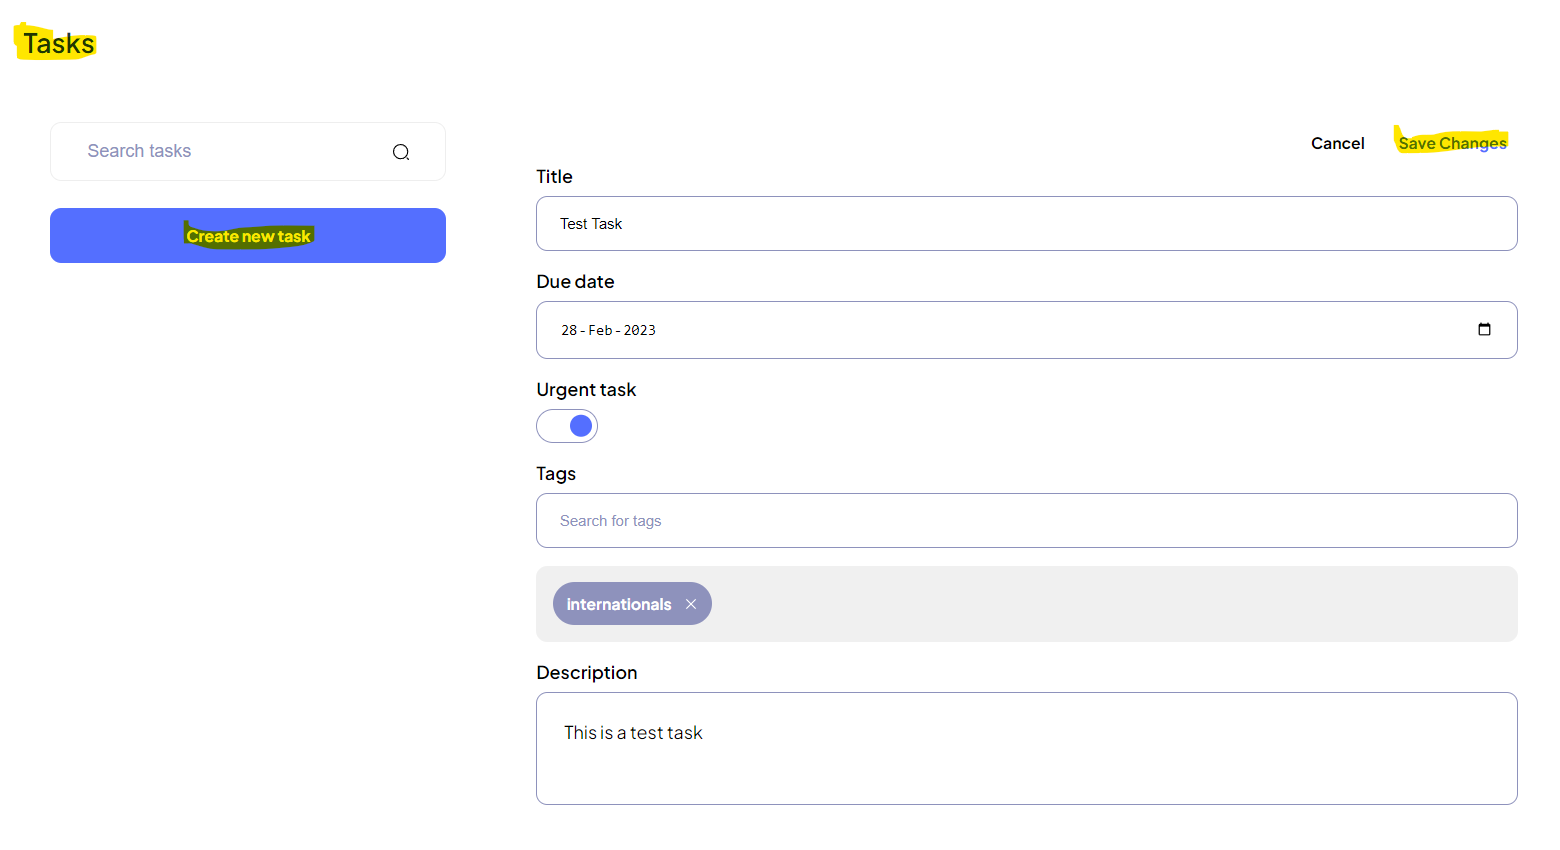 Tasks
Search tasks
Create new task
Cancel
Save Changes
Title
Test Task
Due date
28-Feb-2023
Urgent task
Tags
Search for tags
internationals
Description
This is a test task